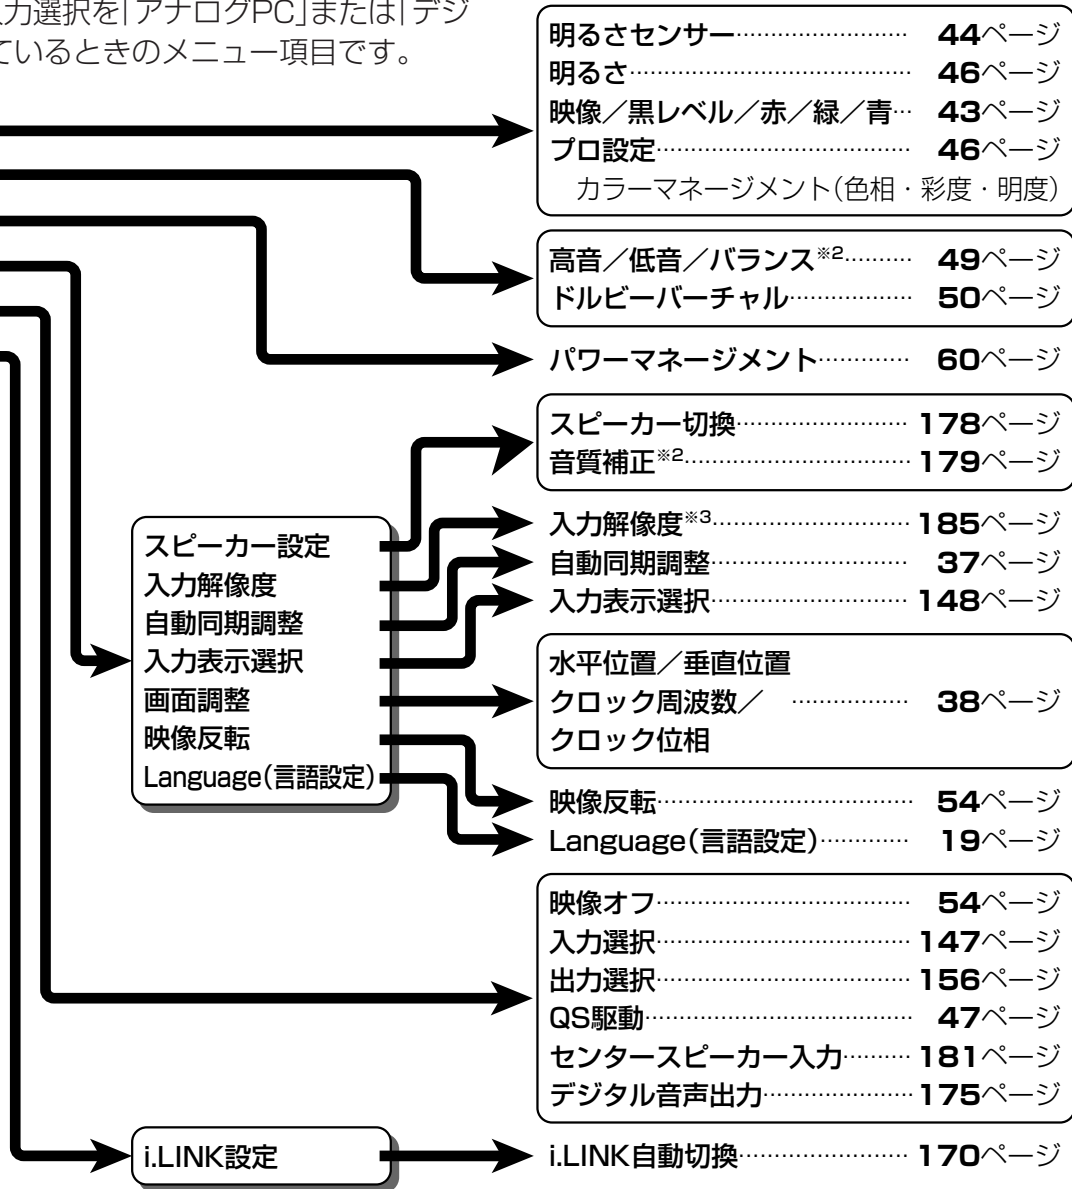 入力選択を「アナログPC」または「デジ
ているときのメニュー項目です。
明るさセンサー…………………… 44ページ
明るさ………………………………… 46ページ
映像／黒レベル／赤／緑／青… 43ページ
プロ設定……………………………… 46ページ
カラーマネージメント(色相・彩度・明度)
高音／低音／バランス※2………… 49ページ
ドルビーバーチャル……………… 50ページ
パワーマネージメント………… 60ページ
スピーカー切換…………………… 178ページ
音質補正※2………………………… 179ページ
スピーカー設定
入力解像度
自動同期調整
入力表示選択
画面調整
映像反転
Language(言語設定)
入力解像度※3……………………… 185ページ
自動同期調整……………………… 37ページ
入力表示選択……………………… 148ページ
水平位置／垂直位置
クロック周波数／ …………… 38ページ
クロック位相
映像反転……………………………… 54ページ
Language(言語設定)………… 19ページ
映像オフ……………………………… 54ページ
入力選択……………………………… 147ページ
出力選択……………………………… 156ページ
QS駆動………………………………… 47ページ
センタースピーカー入力……… 181ページ
デジタル音声出力………………… 175ページ
i.LINK設定
i.LINK自動切換…………………… 170ページ